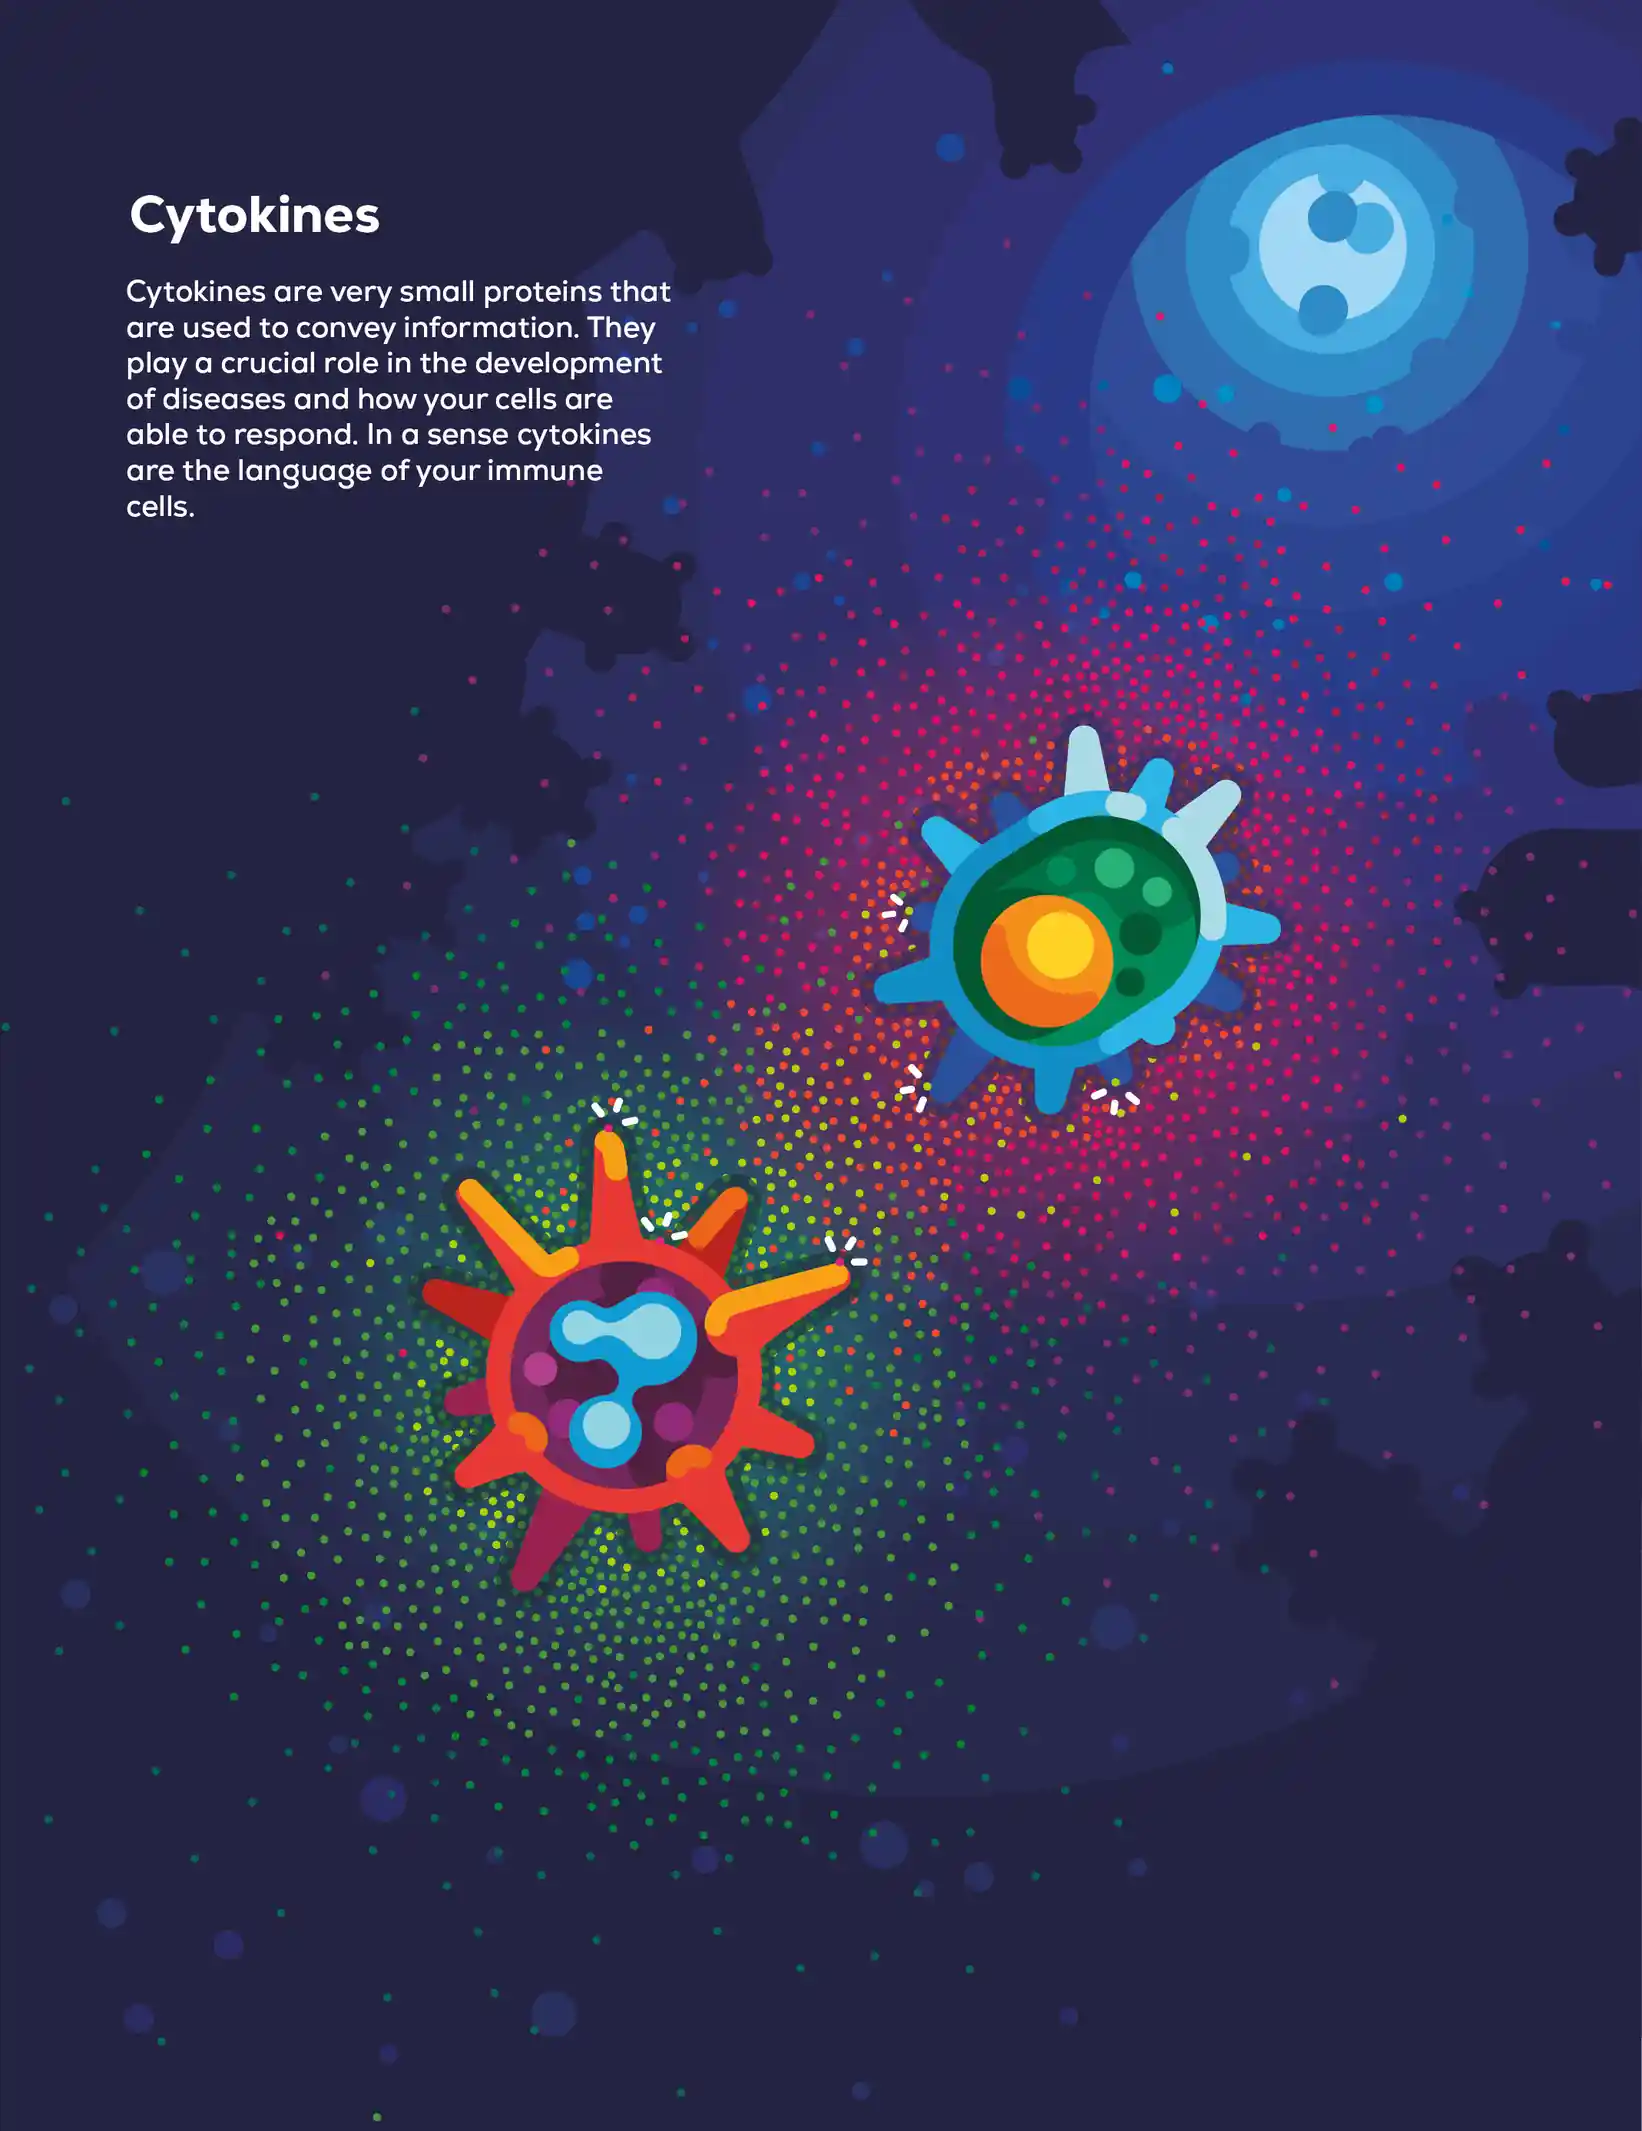 Cytokines
Cytokines are very small proteins that
are used to convey information. They
play a crucial role in the development
of diseases and how your cells are
able to respond. In a sense cytokines
are the language of your immune
cells.